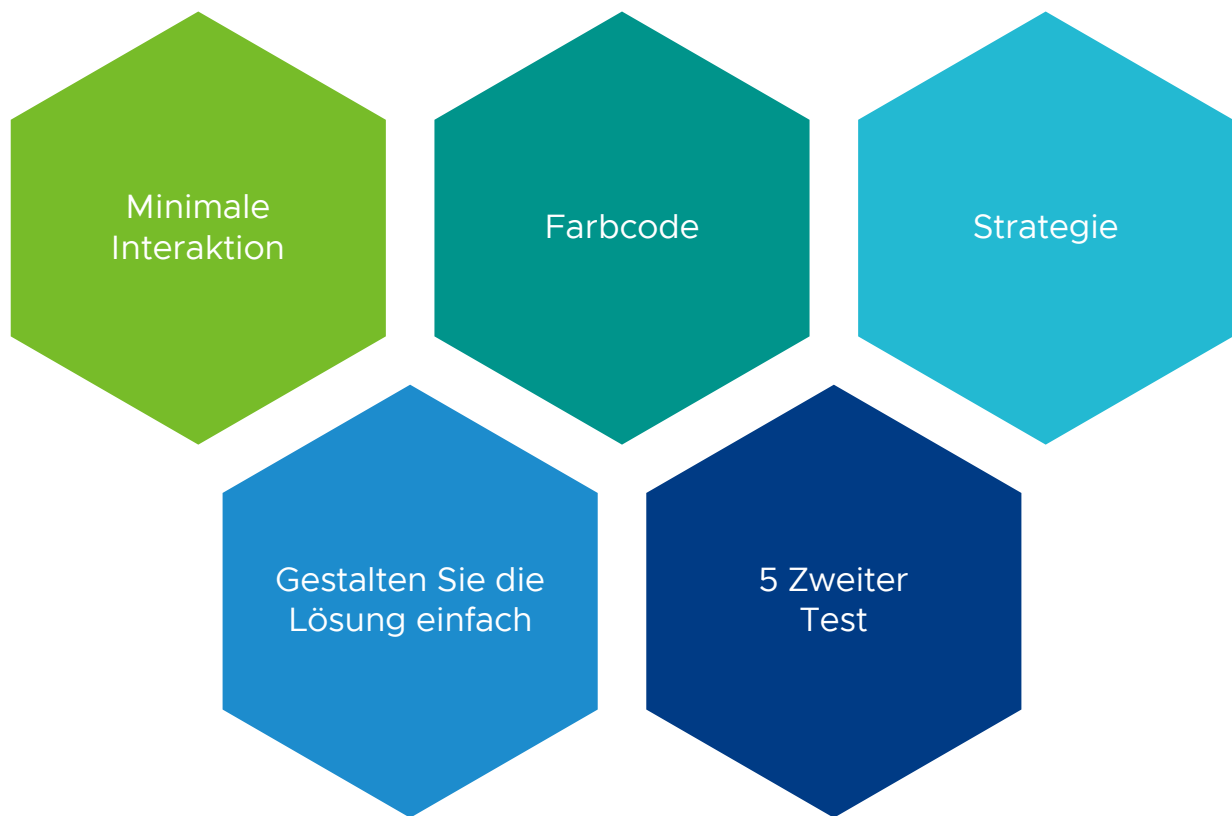 Minimale
Interaktion
Farbcode
Strategie
Gestalten Sie die
Lösung einfach
5 Zweiter
Test